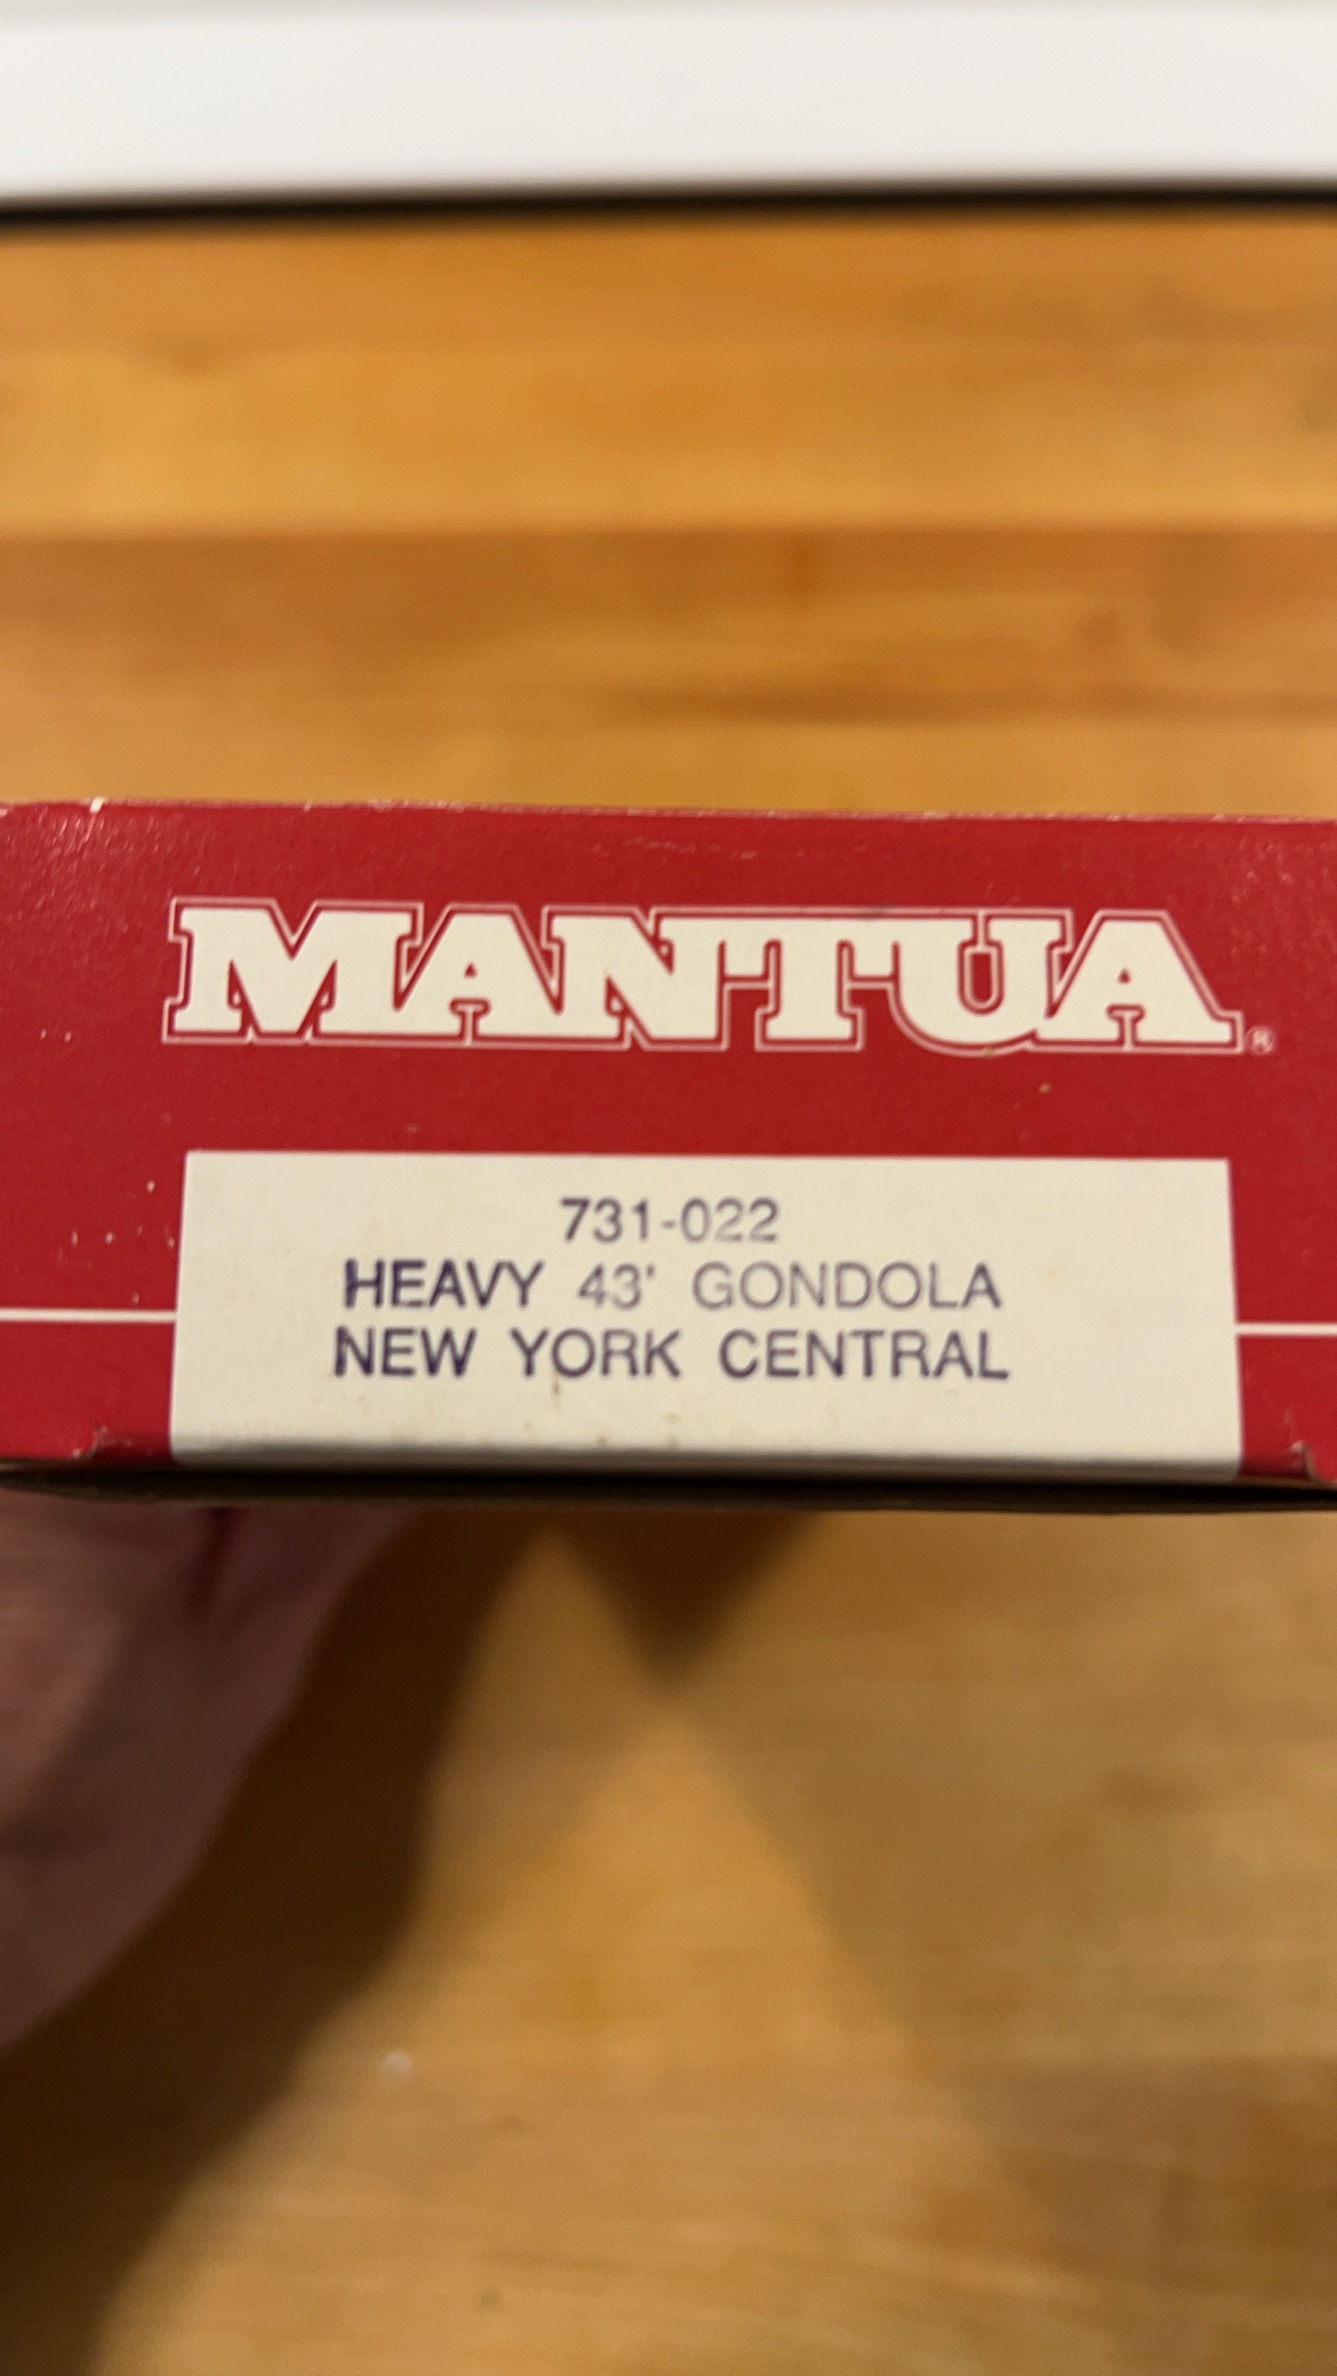 MANTUA®
731-022
HEAVY 43' GONDOLA
NEW YORK CENTRAL